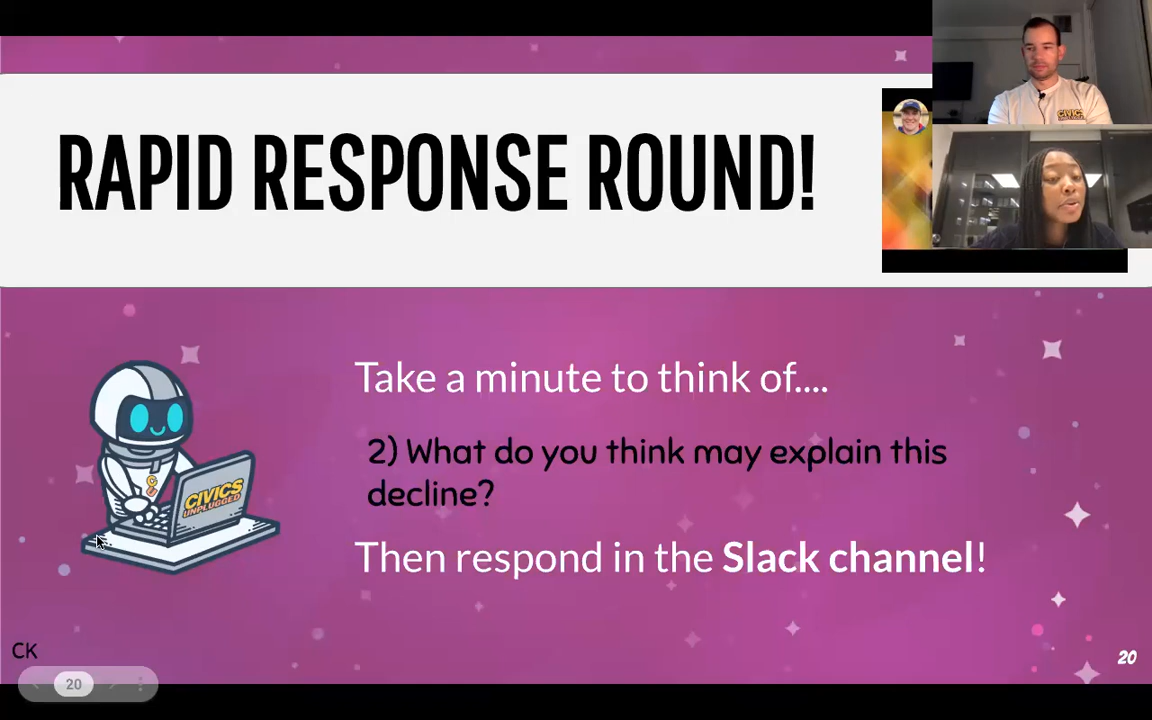 RAPID RESPONSE ROUND!
CIVICS
Take a minute to think of....
2) What do you think may explain this
decline?
CIVICS
UNPLUGGED
Then respond in the Slack channel!
CK
20
20